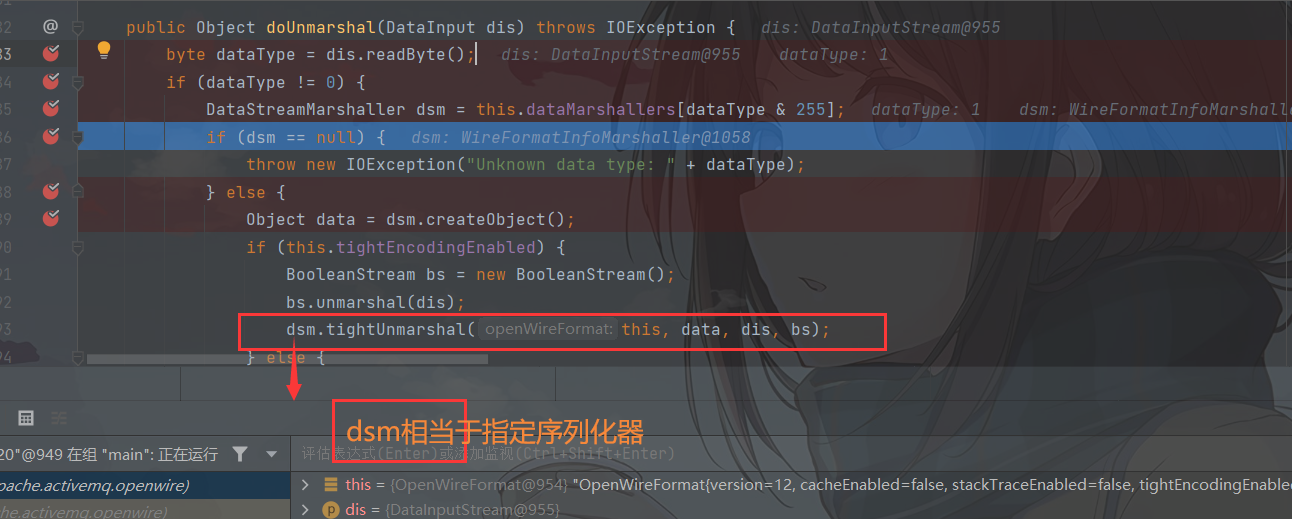 32 @ public Object doUnmarshal(DataInput dis) throws IOException { dis: DataInputStream@955
33 byte dataType = dis.readByte(); dis: DataInputStream@955 dataType: 1
34 if (dataType != 0) {
35 DataStreamMarshaller dsm = this.dataMarshallers[dataType & 255]; dataType: 1 dsm: WireFormatInfoMarshalle
36 if (dsm == null) { dsm: WireFormatInfoMarshaller@1058
37 throw new IOException("Unknown data type: " + dataType);
38 } else {
39 Object data = dsm.createObject();
90 if (this.tightEncodingEnabled) {
91 BooleanStream bs = new BooleanStream();
92 bs.unmarshal(dis);
93 dsm.tightUnmarshal( openWireFormat: this, data, dis, bs);
94 } else {
dsm相当于指定序列化器
20"@949 在组 "main": 正在运行
评估表达式(Enter)或添加监视(Ctrl+Shift+Enter)
pache.activemq.openwire)
this = {OpenWireFormat@954} "OpenWireFormat{version=12, cacheEnabled=false, stackTraceEnabled=false, tightEncodingEnable
che.activemq.openwire)
p dis = {DataInputStream@955}